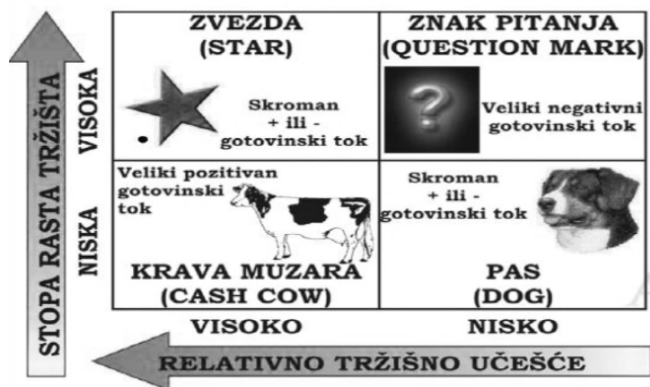 STOPA RASTA TRŽIŠTA
VISOKA
NISKA
ZVEZDA
(STAR)
Skroman
+ ili -
gotovinski tok
ZNAK PITANJA
(QUESTION MARK)
?
Veliki negativni
gotovinski tok
Veliki pozitivan
gotovinski
tok
KRAVA MUZARA
(CASH COW)
Skroman
+ ili -
gotovinski tok
PAS
(DOG)
VISOKO
NISKO
RELATIVNO TRŽIŠNO UČEŠĆE